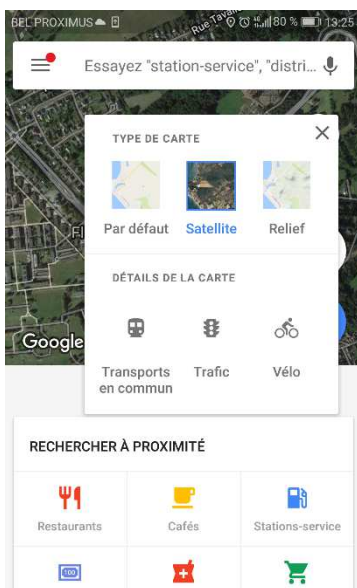 BEL PROXIMUS 80 % 13:25
Rue
Essayez "station-service", "distri...
TYPE DE CARTE
Par défaut Satellite Relief
DÉTAILS DE LA CARTE
Google
Transports en commun
Trafic
Vélo
RECHERCHER À PROXIMITÉ
Restaurants Cafés Stations-service
100